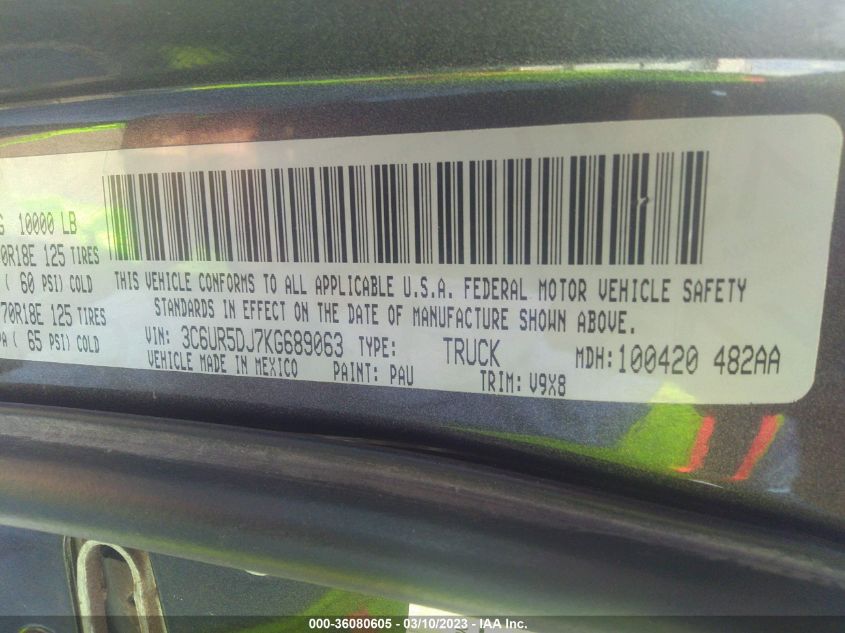 G 10000 LB
70R18E 125 TIRES
( 60 PSI) COLD
70R18E 125 TIRES
PA ( 65 PSI) COLD
THIS VEHICLE CONFORMS TO ALL APPLICABLE U.S.A. FEDERAL MOTOR VEHICLE SAFETY
STANDARDS IN EFFECT ON THE DATE OF MANUFACTURE SHOWN ABOVE.
VIN: 3C6UR5DJ7KG689063 TYPE: TRUCK MDH:100420 482AA
VEHICLE MADE IN MEXICO PAINT: PAU TRIM: V9X8
000-36080605 - 03/10/2023 - IAA Inc.